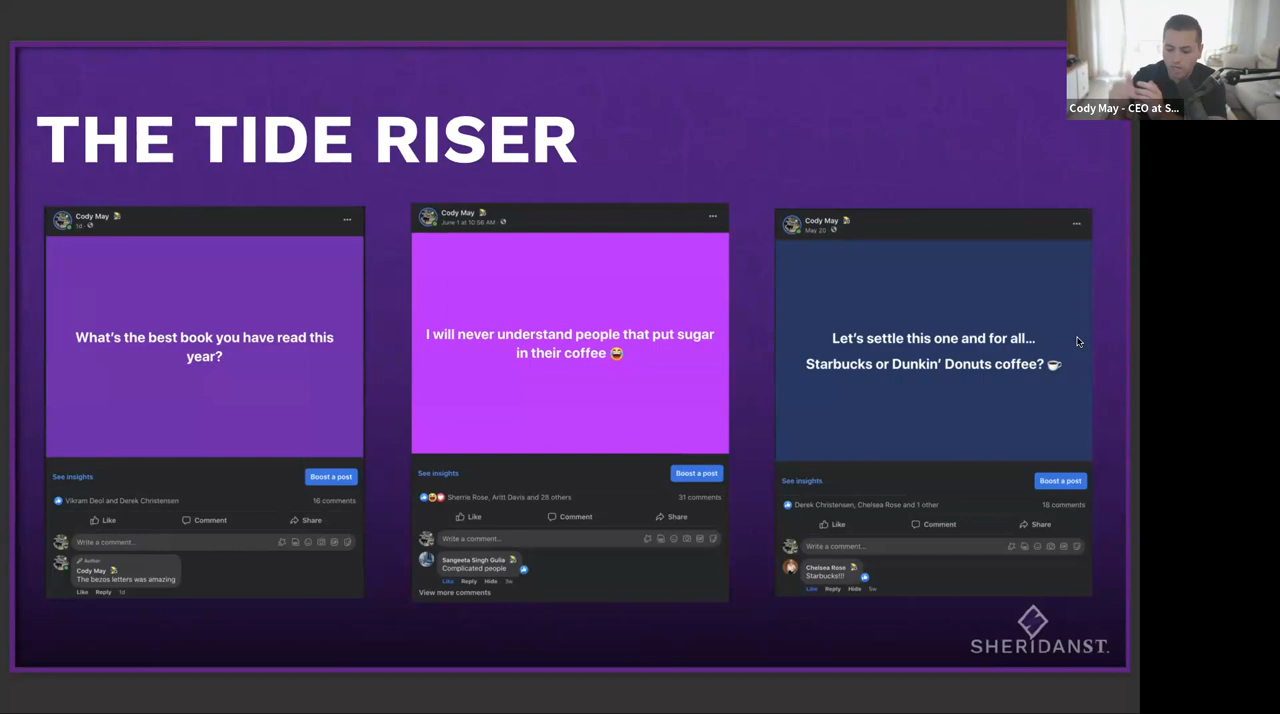 Cody May - CEO at S...
THE TIDE RISER
Cody May
1d
What's the best book you have read this
year?
See insights
Boost a post
Vikram Deol and Derek Christensen
16 comments
Like
Comment
Share
Write a comment...
Author
Cody May
The bezos letters was amazing
Like Reply 1d
Cody May
June 1 at 10:56 AM
I will never understand people that put sugar
in their coffee 😆
See insights
Boost a post
Sherrie Rose, Aritt Davis and 28 others
31 comments
Like
Comment
Share
Write a comment...
Sangeeta Singh Gulia
Complicated people
Like Reply Hide 3w
View more comments
Cody May
May 20
Let's settle this one and for all...
Starbucks or Dunkin' Donuts coffee? ☕
See insights
Boost a post
Derek Christensen, Chelsea Rose and 1 other
18 comments
Like
Comment
Share
Write a comment...
Chelsea Rose
Starbucks!!!
Like Reply Hide 5w
SHERIDANST.